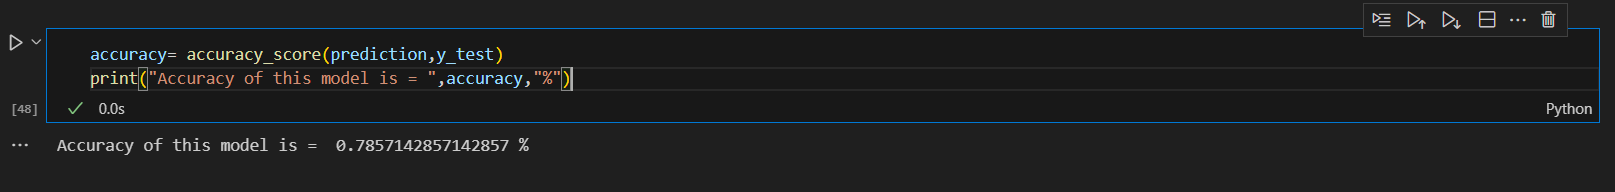 accuracy= accuracy_score(prediction,y_test)
print("Accuracy of this model is = ",accuracy,"%")
[48]
0.0s
Python
Accuracy of this model is =  0.7857142857142857 %